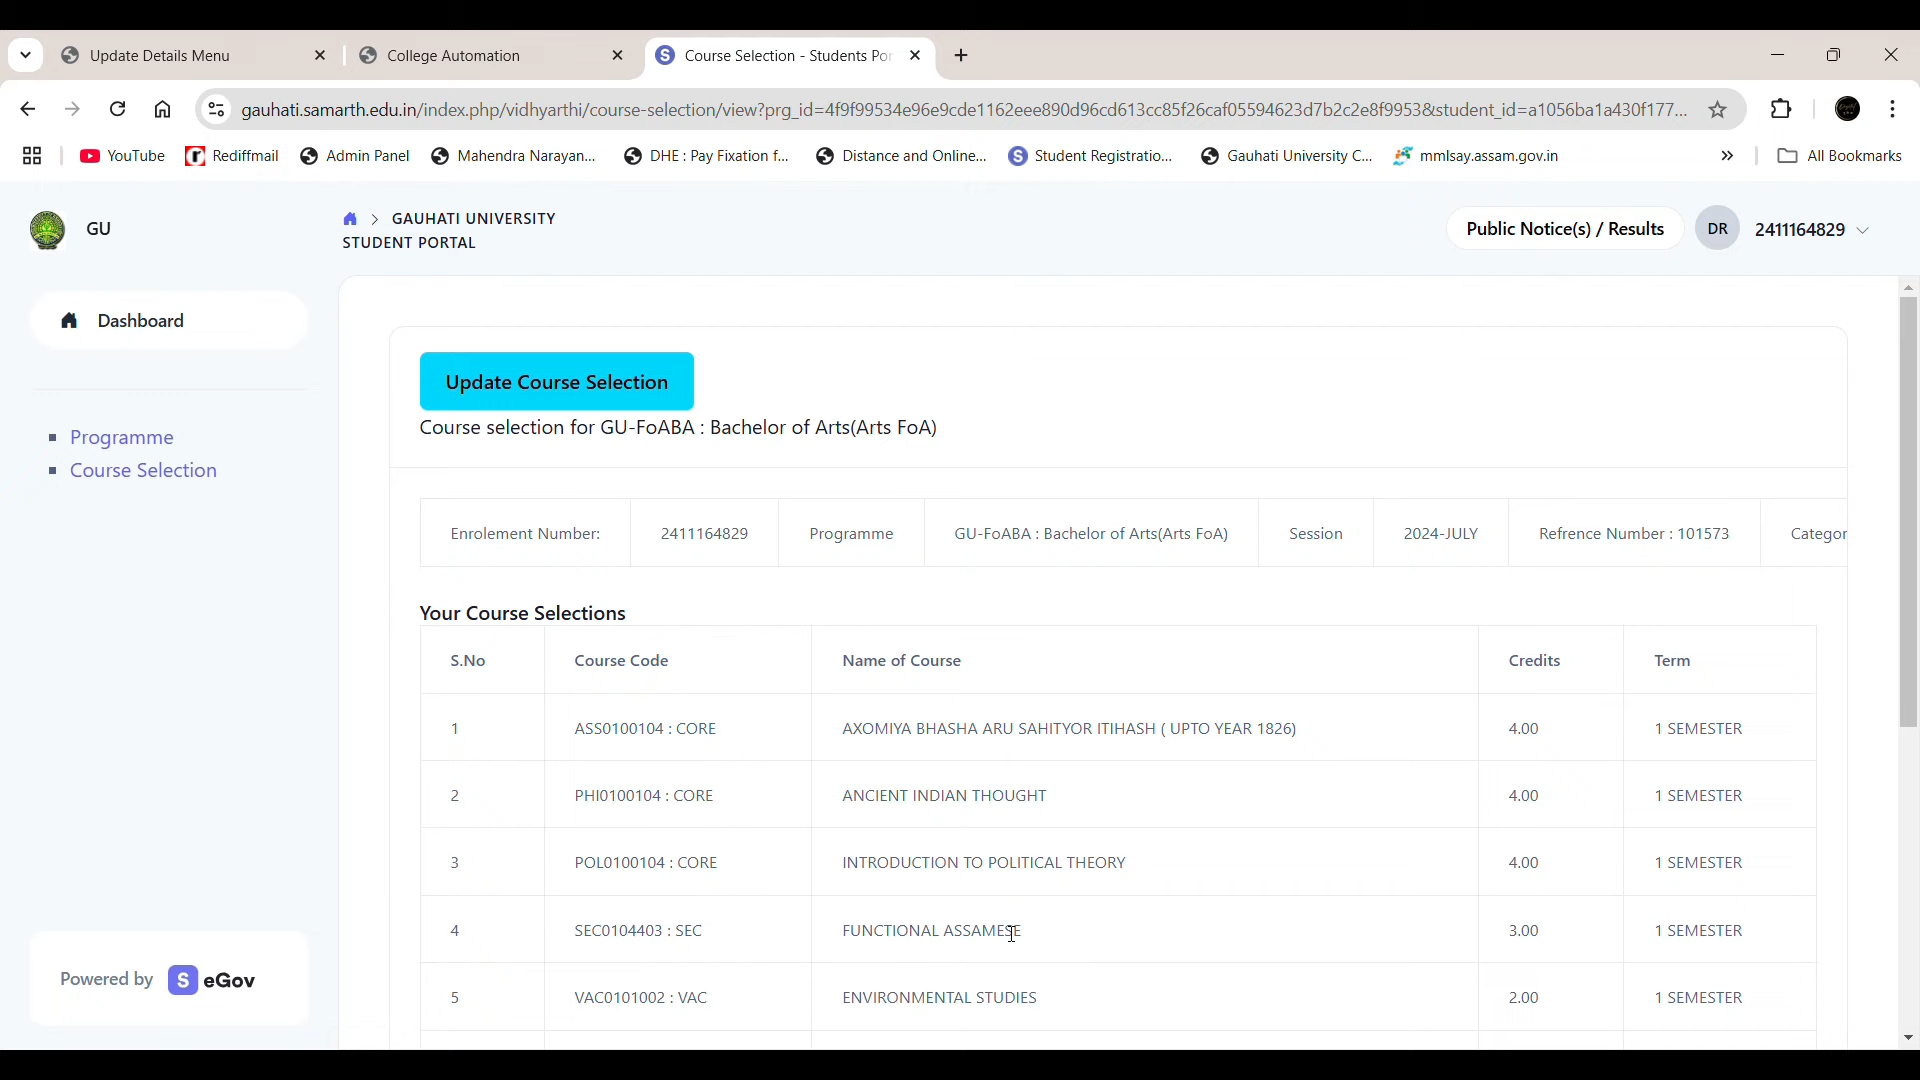 Update Details Menu
College Automation
Course Selection - Students Por
gauhati.samarth.edu.in/index.php/vidhyarthi/course-selection/view?prg_id=4f9f99534e96e9cde1162eee890d96cd613cc85f26caf05594623d7b2c2e8f9953&student_id=a1056ba1a430f177...
YouTube
Rediffmail
Admin Panel
Mahendra Narayan...
DHE : Pay Fixation f...
Distance and Online...
Student Registratio...
Gauhati University C...
mmlsay.assam.gov.in
»
All Bookmarks
GU
> GAUHATI UNIVERSITY
STUDENT PORTAL
Public Notice(s) / Results
DR
2411164829
Dashboard
Programme
Course Selection
Update Course Selection
Course selection for GU-FoABA : Bachelor of Arts(Arts FoA)
Enrolement Number: 2411164829 Programme GU-FoABA : Bachelor of Arts(Arts FoA) Session 2024-JULY Refrence Number : 101573 Categor
Your Course Selections
S.No Course Code Name of Course Credits Term
1 ASS0100104 : CORE AXOMIYA BHASHA ARU SAHITYOR ITIHASH ( UPTO YEAR 1826) 4.00 1 SEMESTER
2 PHI0100104 : CORE ANCIENT INDIAN THOUGHT 4.00 1 SEMESTER
3 POL0100104 : CORE INTRODUCTION TO POLITICAL THEORY 4.00 1 SEMESTER
4 SEC0104403 : SEC FUNCTIONAL ASSAMESE 3.00 1 SEMESTER
5 VAC0101002 : VAC ENVIRONMENTAL STUDIES 2.00 1 SEMESTER
Powered by S eGov